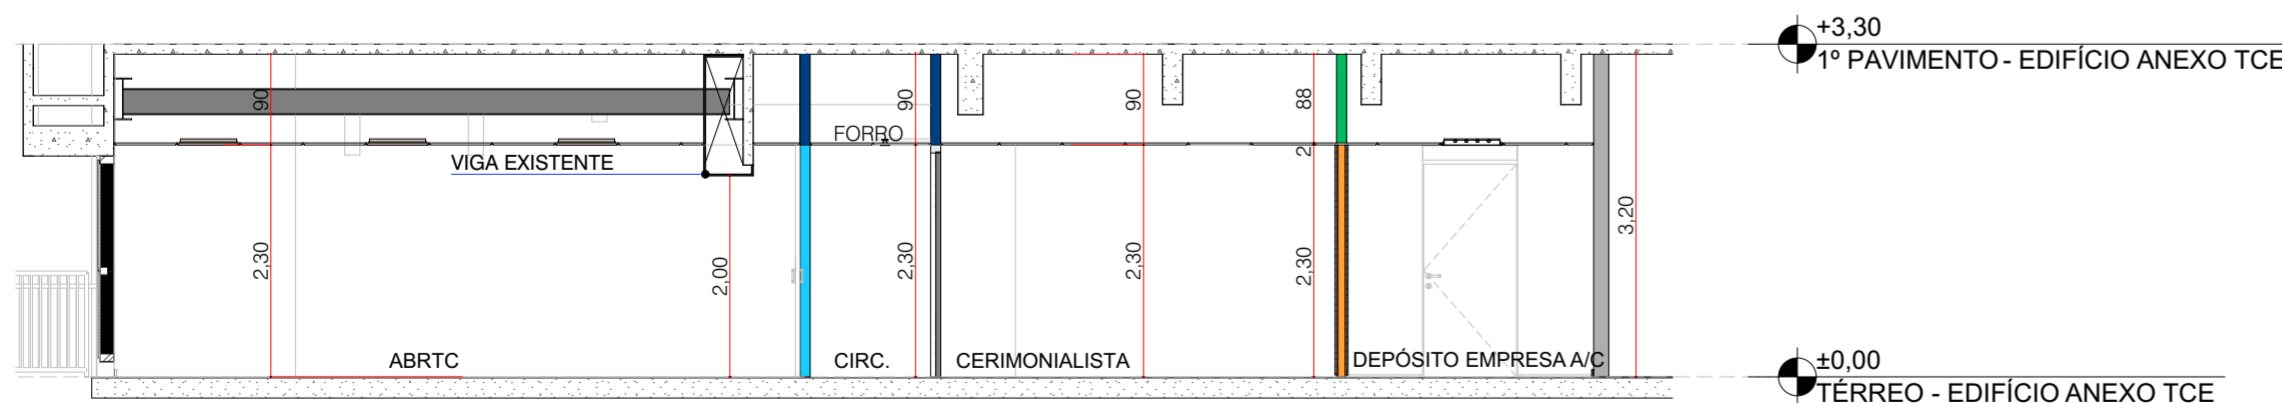 +3,30
1º PAVIMENTO - EDIFÍCIO ANEXO TCE
90
90
90
88
FORRO
2
VIGA EXISTENTE
2,30
2,00
2,30
2,30
2,30
3,20
ABRTC
CIRC.
CERIMONIALISTA
DEPÓSITO EMPRESA A/C
±0,00
TÉRREO - EDIFÍCIO ANEXO TCE